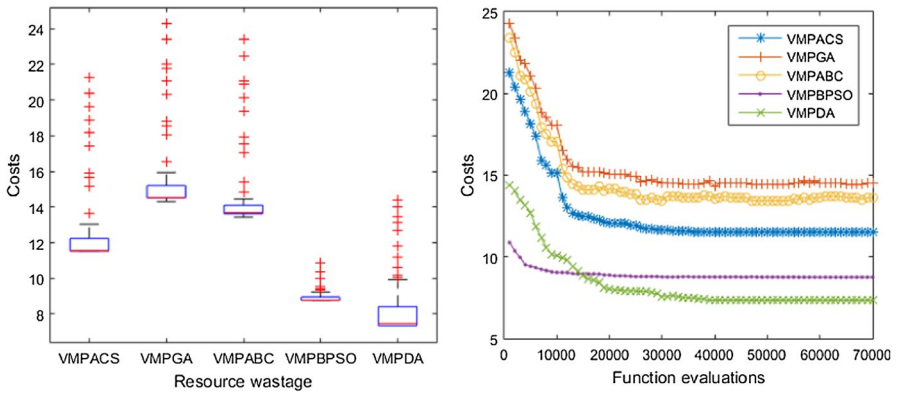 24
22
20
18
16
14
12
10
8
Costs
VMPACS VMPGA VMPABC VMPBPSO VMPDA
Resource wastage
25
20
15
10
5
Costs
VMPACS
VMPGA
VMPABC
VMPBPSO
VMPDA
0 10000 20000 30000 40000 50000 60000 70000
Function evaluations